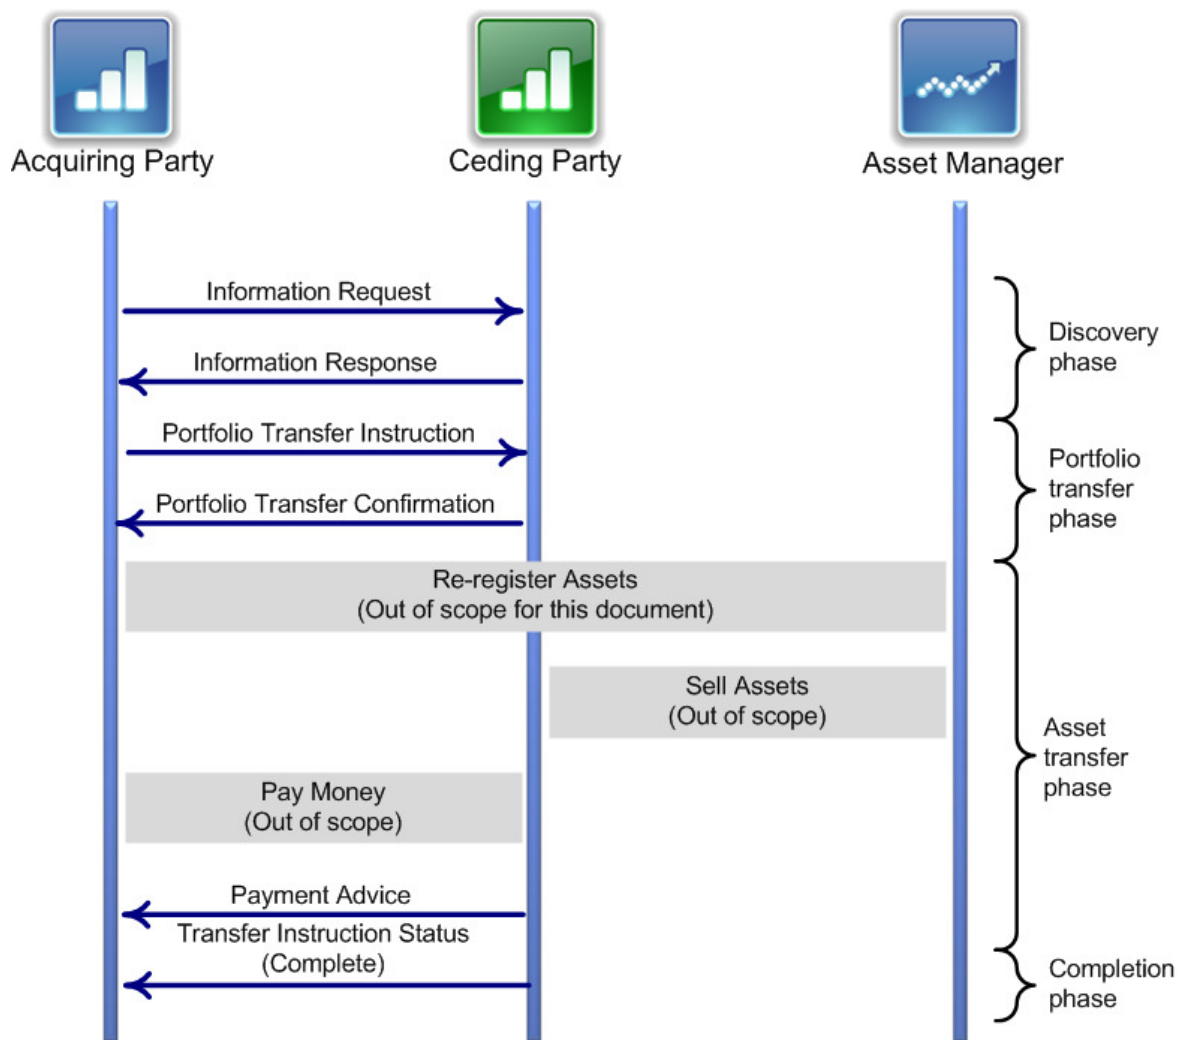 Acquiring Party
Ceding Party
Asset Manager
Information Request
Information Response
Discovery
phase
Portfolio Transfer Instruction
Portfolio Transfer Confirmation
Portfolio
transfer
phase
Re-register Assets
(Out of scope for this document)
Sell Assets
(Out of scope)
Pay Money
(Out of scope)
Asset
transfer
phase
Payment Advice
Transfer Instruction Status
(Complete)
Completion
phase